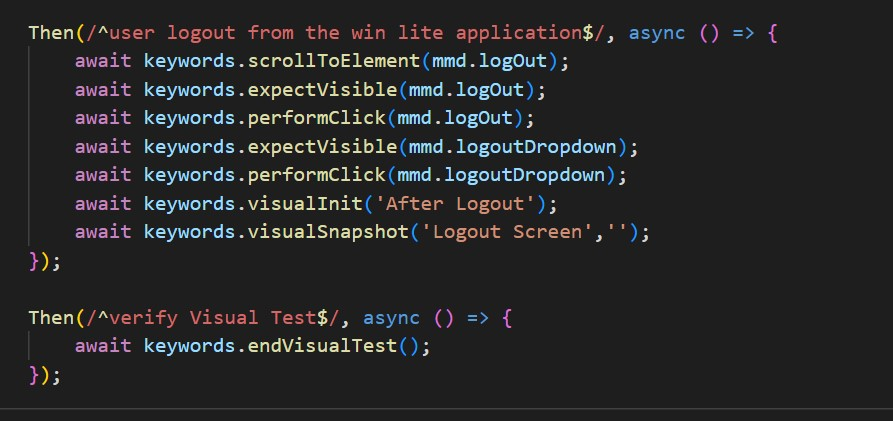 Then(/^user logout from the win lite application$/, async () => {
    await keywords.scrollToElement(mmd.logOut);
    await keywords.expectVisible(mmd.logOut);
    await keywords.performClick(mmd.logOut);
    await keywords.expectVisible(mmd.logoutDropdown);
    await keywords.performClick(mmd.logoutDropdown);
    await keywords.visualInit('After Logout');
    await keywords.visualSnapshot('Logout Screen','');
});
Then(/^verify Visual Test$/, async () => {
    await keywords.endVisualTest();
});